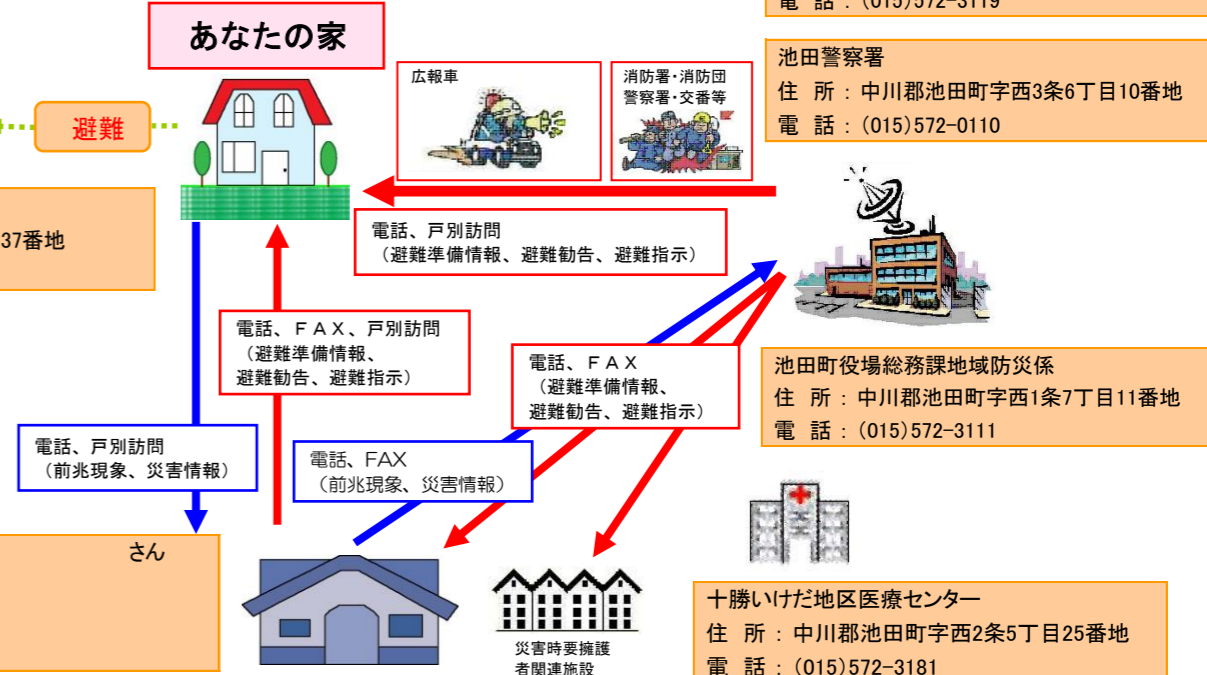 電　話：(015)572-3119
あなたの家
池田警察署
住　所：中川郡池田町字西3条6丁目10番地
電　話：(015)572-0110
広報車
消防署・消防団
警察署・交番等
避難
37番地
電話、戸別訪問
（避難準備情報、避難勧告、避難指示）
電話、ＦＡＸ、戸別訪問
（避難準備情報、
避難勧告、避難指示）
電話、ＦＡＸ
（避難準備情報、
避難勧告、避難指示）
池田町役場総務課地域防災係
住　所：中川郡池田町字西1条7丁目11番地
電　話：(015)572-3111
電話、戸別訪問
（前兆現象、災害情報）
電話、FAX
（前兆現象、災害情報）
さん
災害時要擁護
者関連施設
十勝いけだ地区医療センター
住　所：中川郡池田町字西2条5丁目25番地
電　話：(015)572-3181